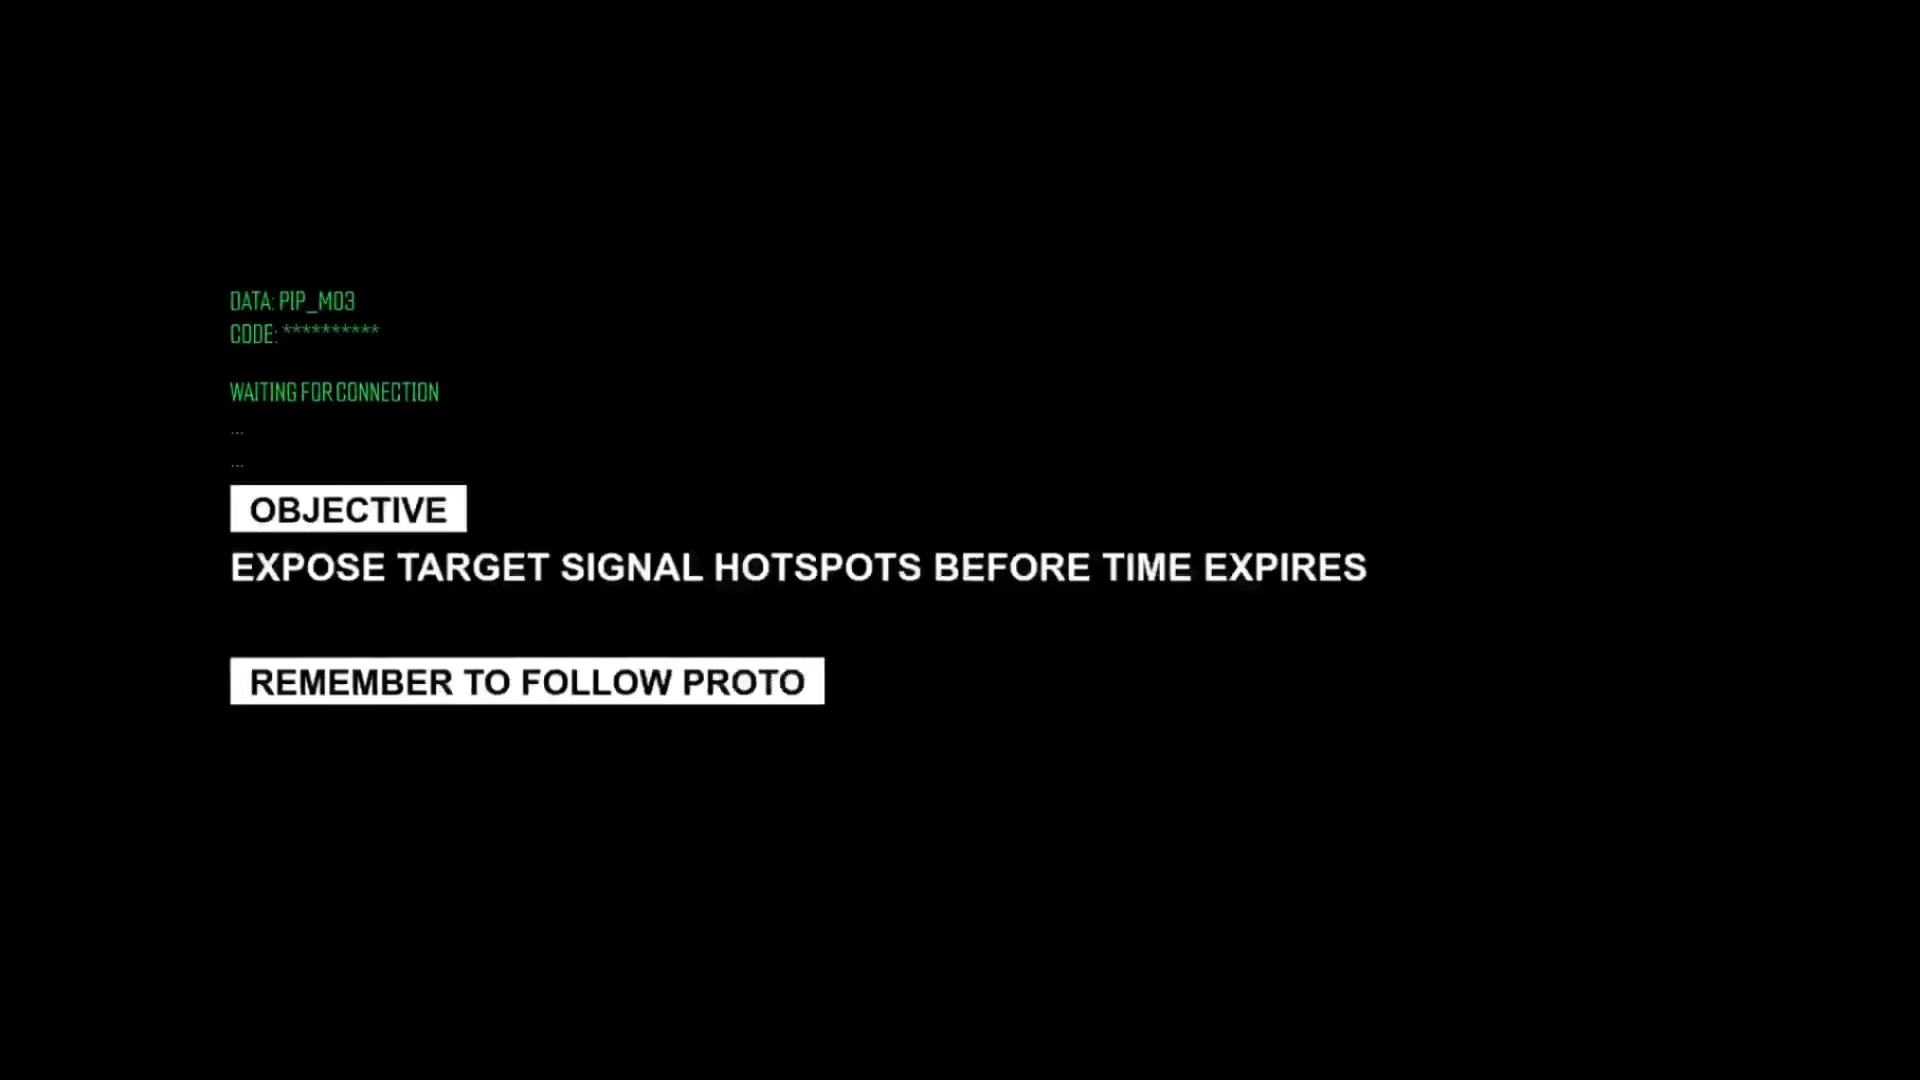 DATA: PIP_M03
CODE: **********
WAITING FOR CONNECTION
...
...
OBJECTIVE
EXPOSE TARGET SIGNAL HOTSPOTS BEFORE TIME EXPIRES
REMEMBER TO FOLLOW PROTO